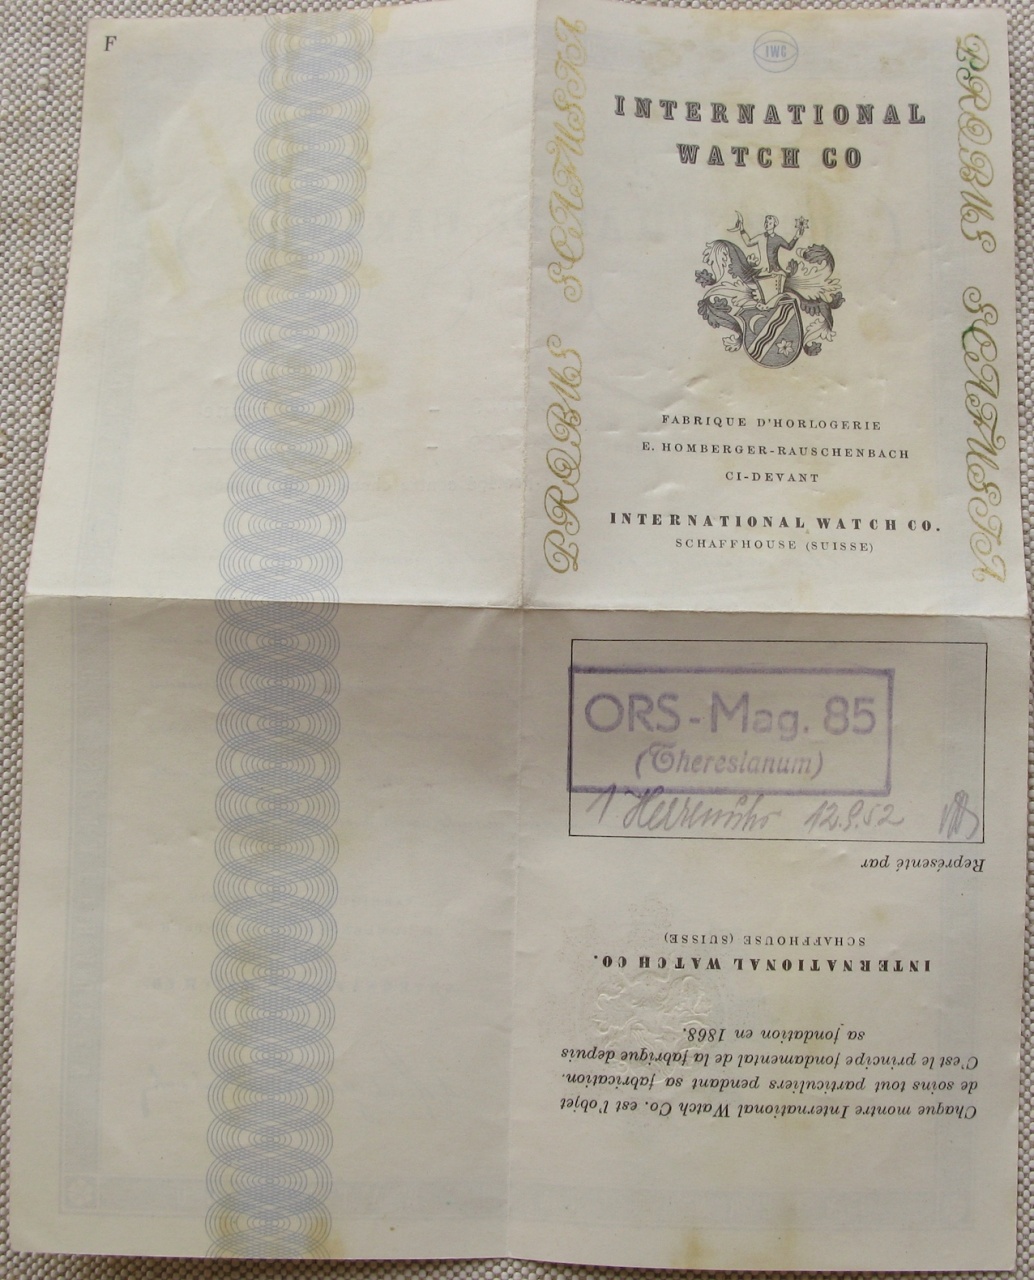 F
IWC
INTERNATIONAL
WATCH CO
PROBUS SCAFUSIA
PROBUS SCAFUSIA
FABRIQUE D'HORLOGERIE
E. HOMBERGER-RAUSCHENBACH
CI-DEVANT
INTERNATIONAL WATCH CO.
SCHAFFHOUSE (SUISSE)
ORS-Mag. 85
(Theresianum)
1 Herrenuhr
Chaque montre International Watch Co. est l'objet
de soins tout particuliers pendant sa fabrication.
C'est le principe fondamental de la fabrique depuis
sa fondation en 1868.
INTERNATIONAL WATCH CO.
SCHAFFHOUSE (SUISSE)
Représenté par